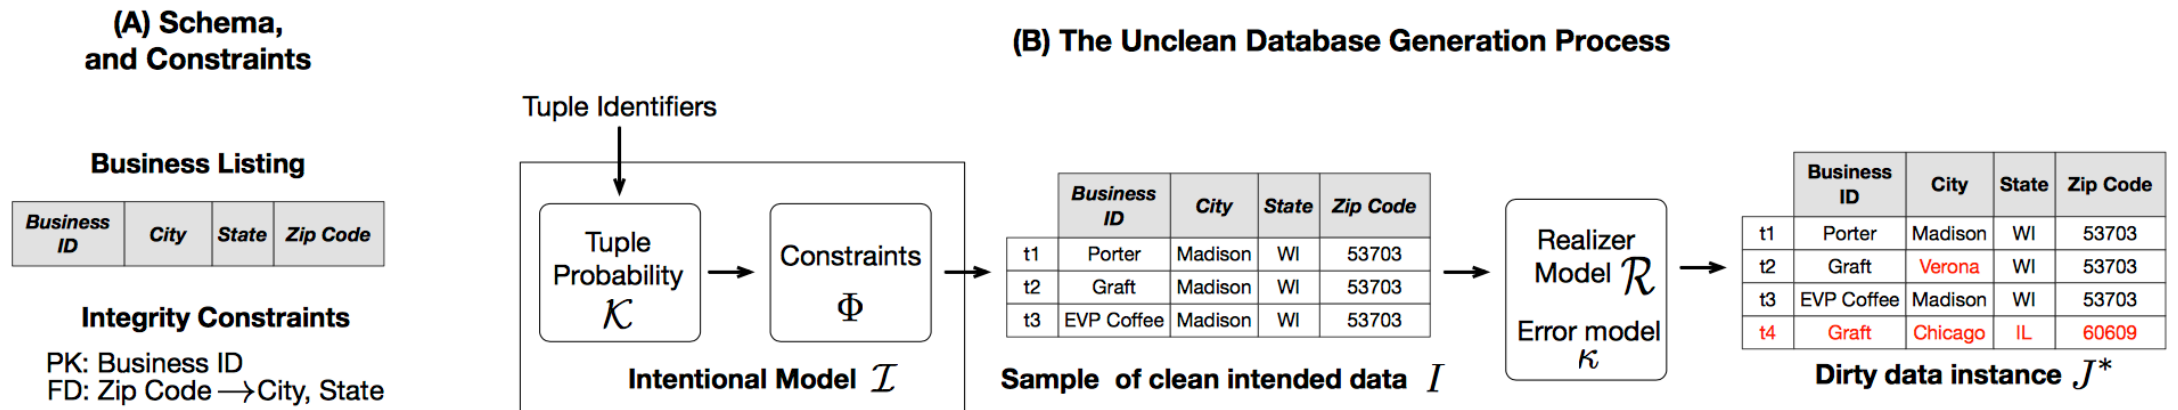 (A) Schema,
and Constraints
Business Listing
Business ID City State Zip Code
Integrity Constraints
PK: Business ID
FD: Zip Code →City, State
(B) The Unclean Database Generation Process
Tuple Identifiers
Tuple
Probability
𝒦
Constraints
Φ
Intentional Model ℐ
Business ID City State Zip Code
t1 Porter Madison WI 53703
t2 Graft Madison WI 53703
t3 EVP Coffee Madison WI 53703
Sample of clean intended data I
Realizer
Model ℛ
Error model
κ
Business ID City State Zip Code
t1 Porter Madison WI 53703
t2 Graft Verona WI 53703
t3 EVP Coffee Madison WI 53703
t4 Graft Chicago IL 60609
Dirty data instance J*